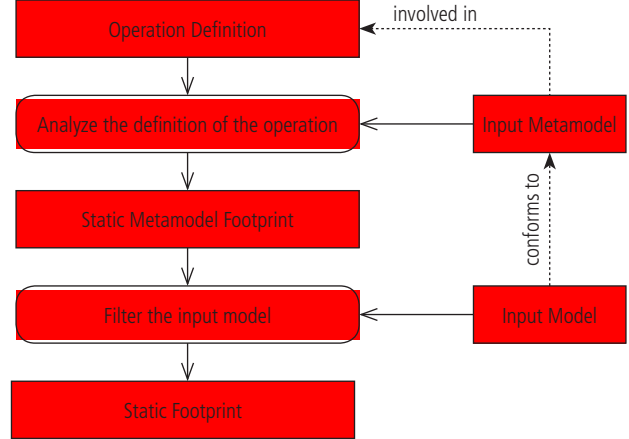 involved in
Operation Definition
Analyze the definition of the operation
Input Metamodel
conforms to
Static Metamodel Footprint
Filter the input model
Input Model
Static Footprint